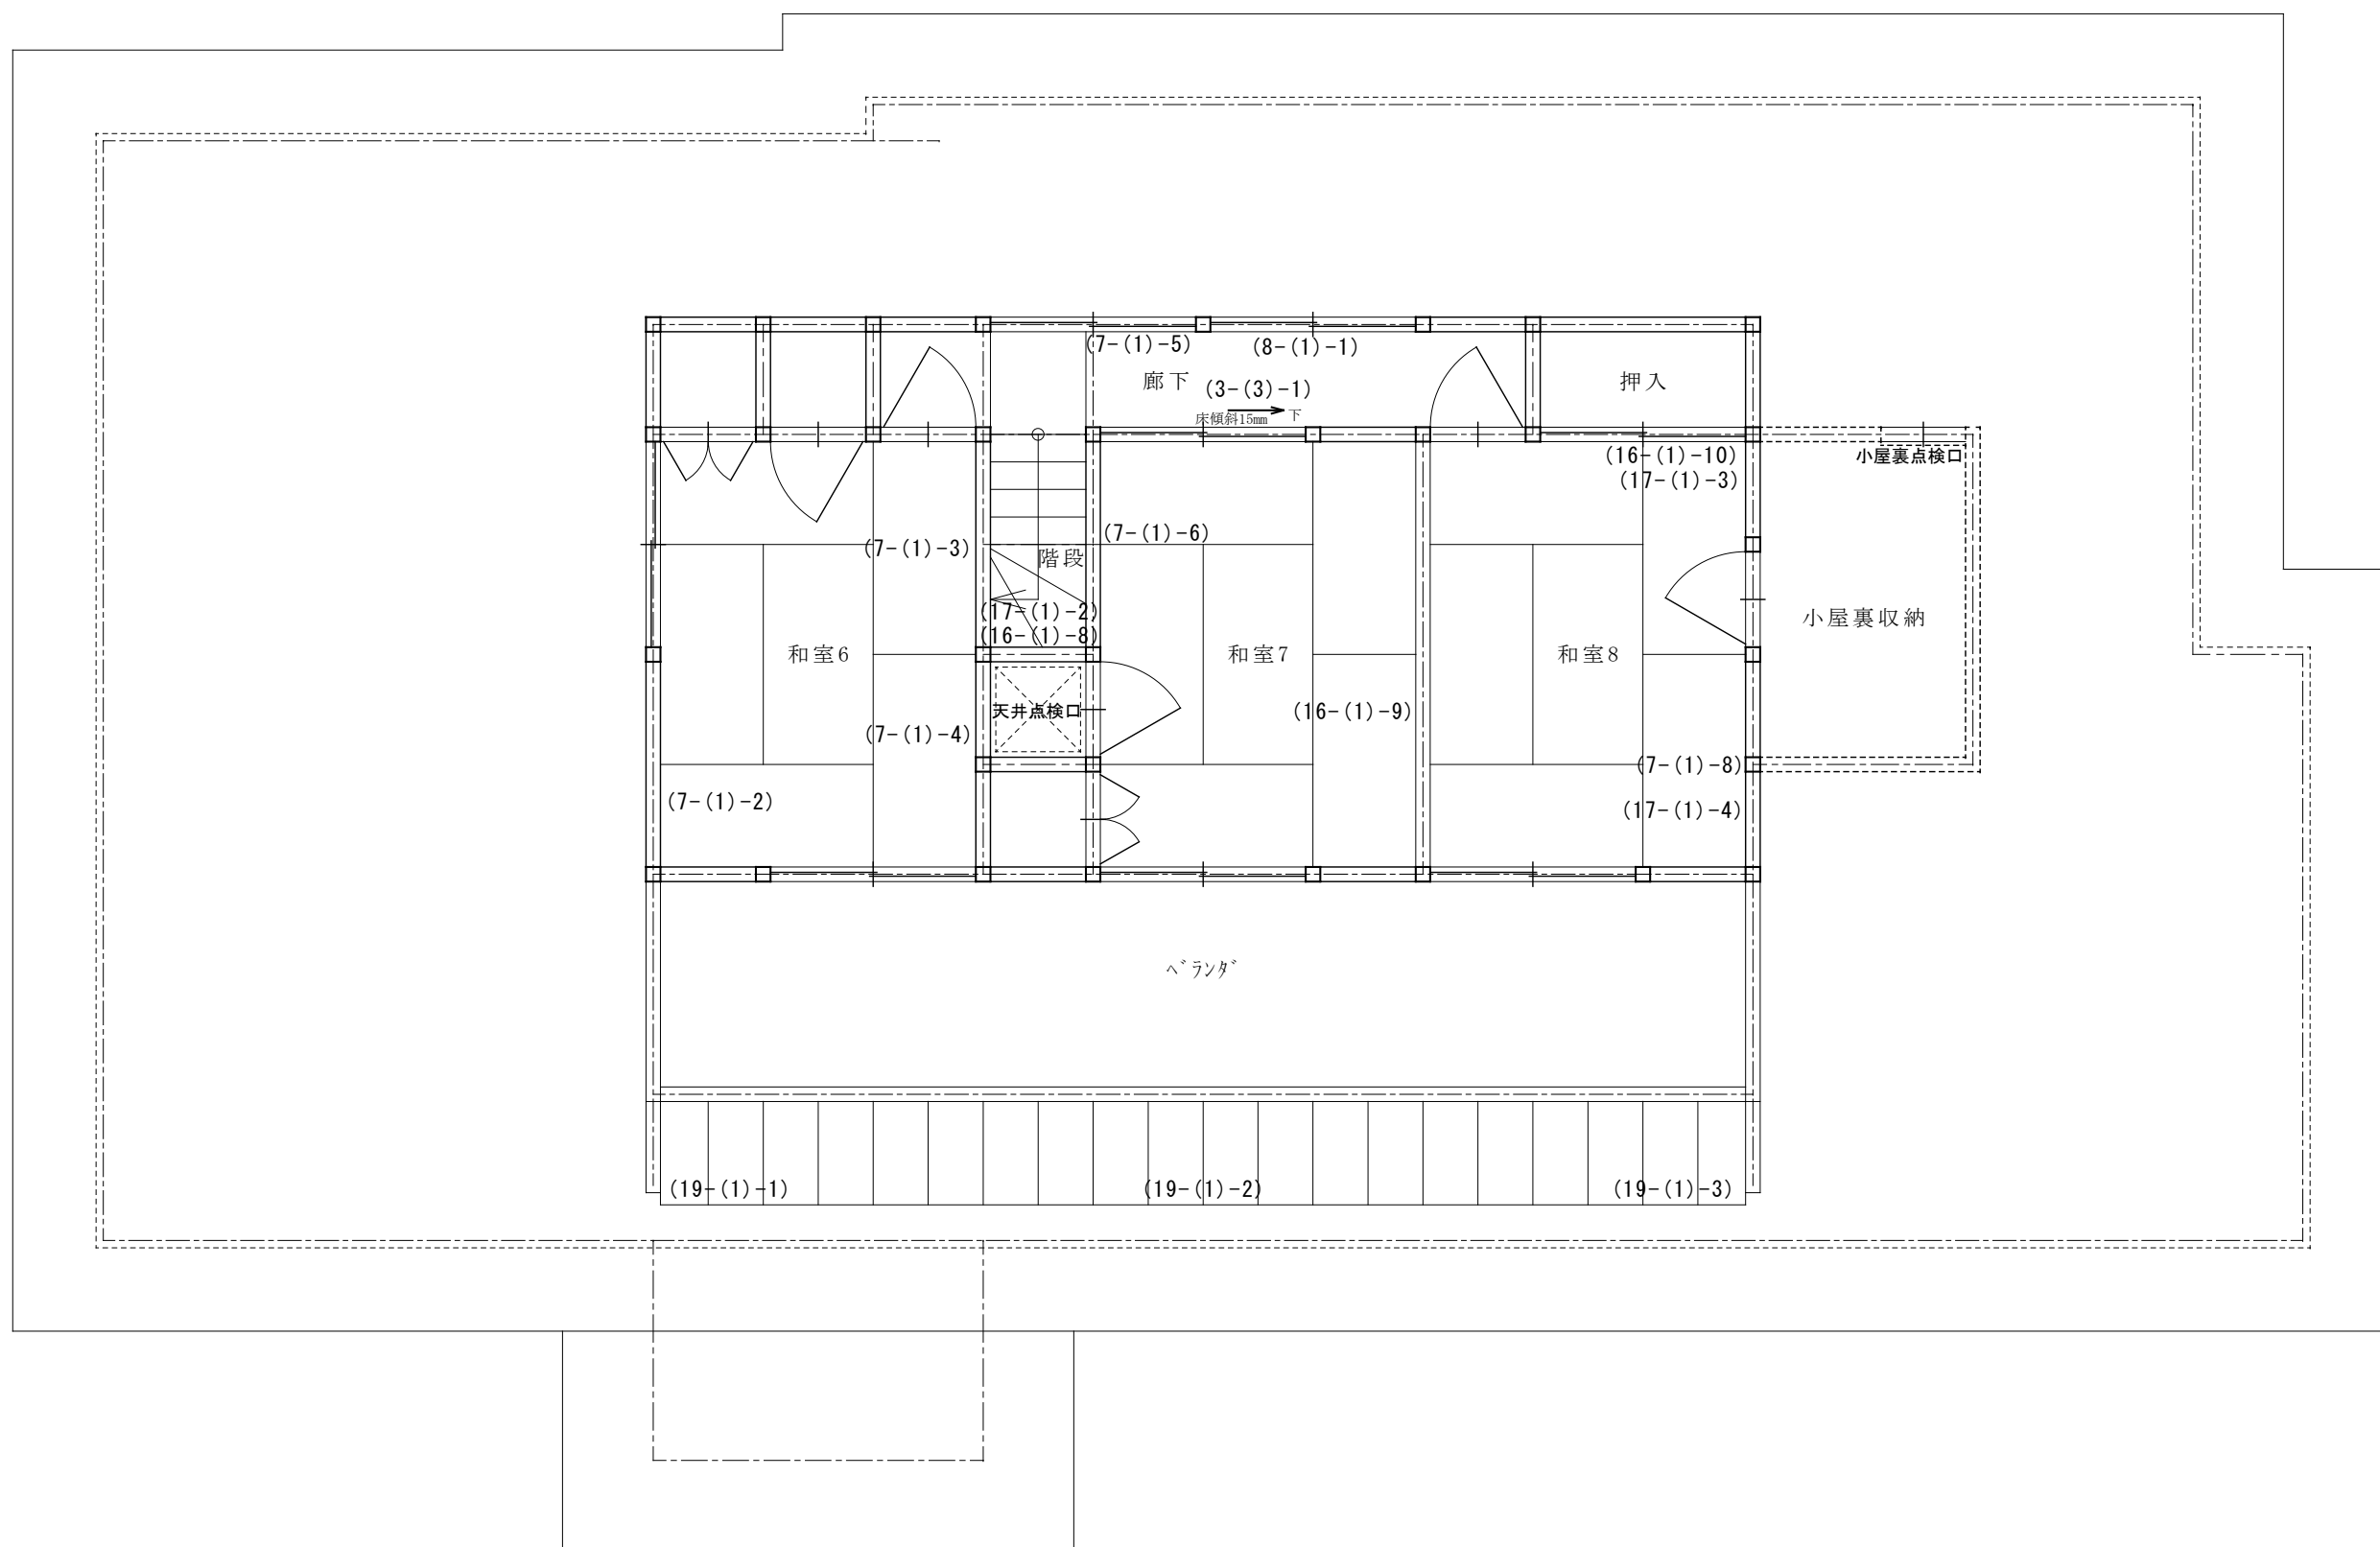 (7-(1)-5)
(8-(1)-1)
廊下
押入
(3-(3)-1)
床傾斜15㎜
下
(16-(1)-10)
小屋裏点検口
(17-(1)-3)
(7-(1)-6)
(7-(1)-3)
階段
(17-(1)-2)
小屋裏収納
(16-(1)-8)
和室6
和室7
和室8
天井点検口
(16-(1)-9)
(7-(1)-4)
(7-(1)-8)
(7-(1)-2)
(17-(1)-4)
ﾍﾞﾗﾝﾀﾞ
(19-(1)-1)
(19-(1)-2)
(19-(1)-3)